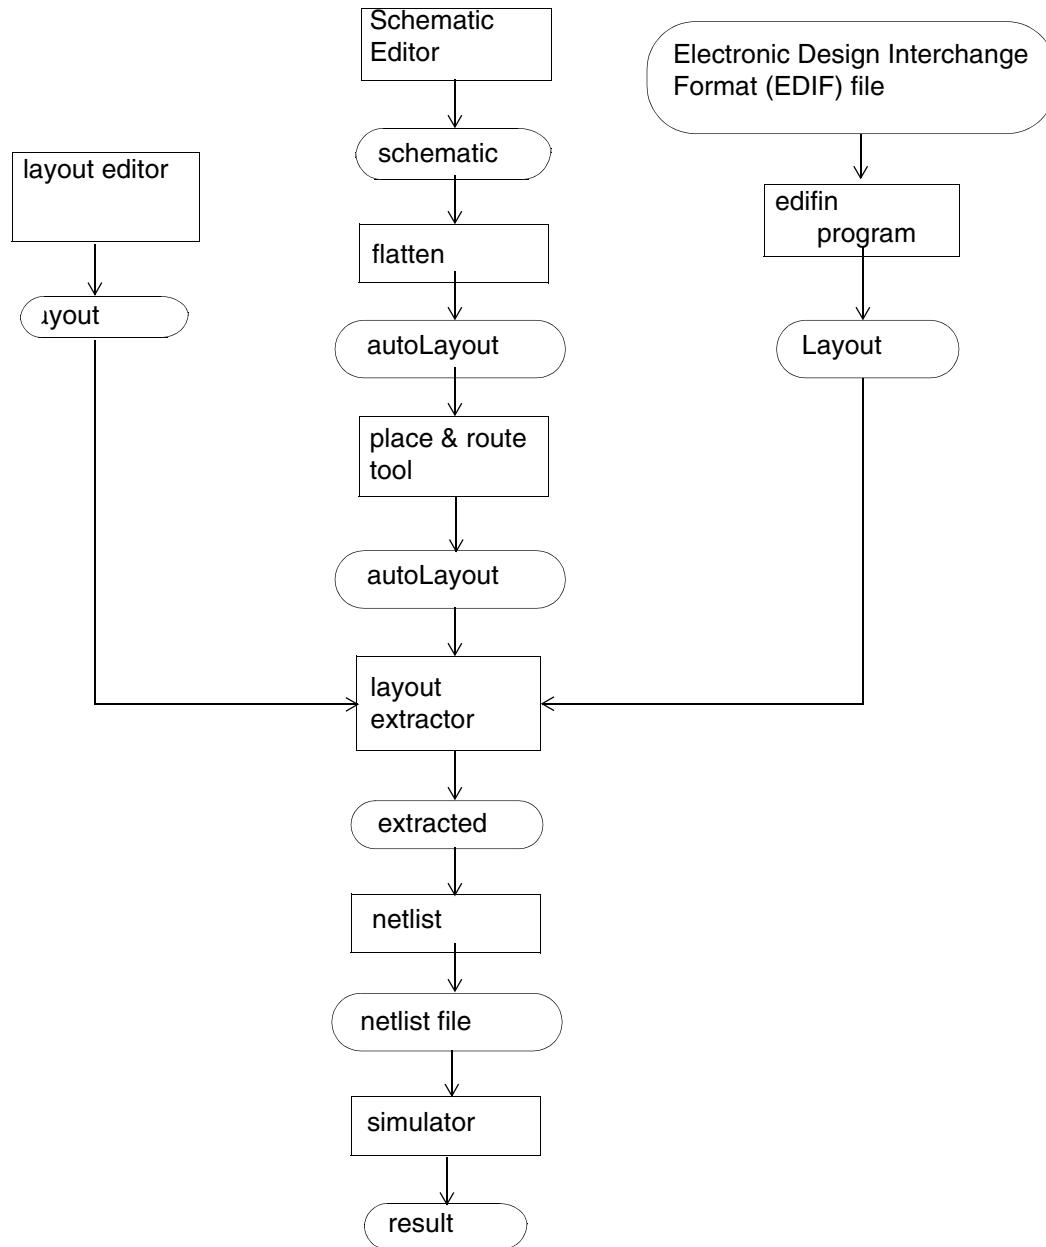 Schematic
Editor
Electronic Design Interchange
Format (EDIF) file
schematic
layout editor
edifin
program
flatten
ayout
autoLayout
Layout
place & route
tool
autoLayout
layout
extractor
extracted
netlist
netlist file
simulator
result